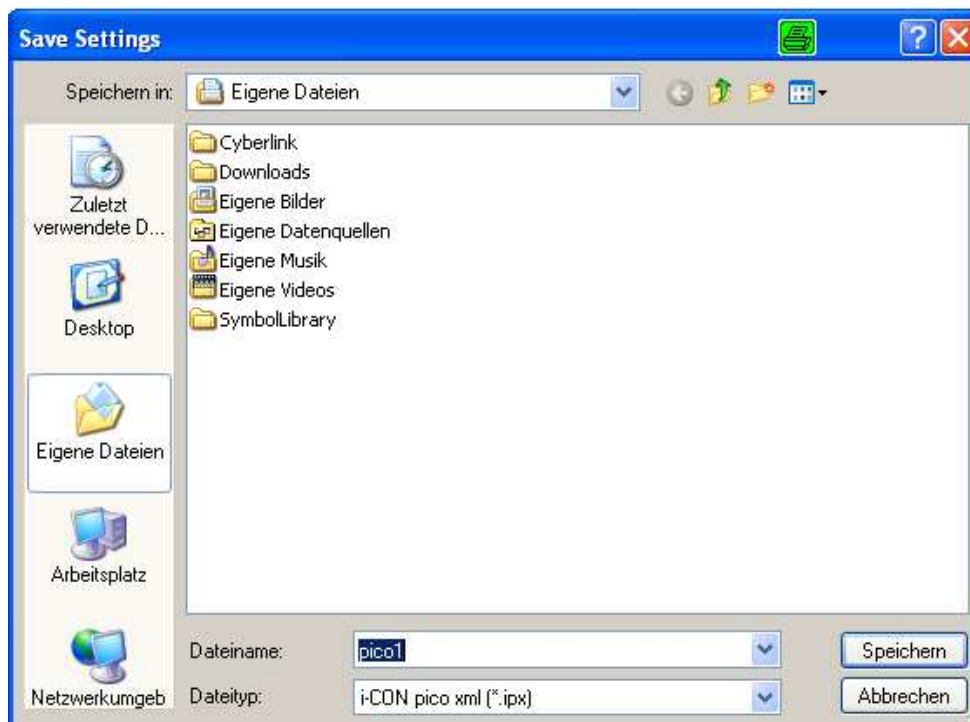 Save Settings
Speichern in:
Eigene Dateien
Zuletzt
verwendete D...
Desktop
Eigene Dateien
Arbeitsplatz
Netzwerkumgeb
Cyberlink
Downloads
Eigene Bilder
Eigene Datenquellen
Eigene Musik
Eigene Videos
SymbolLibrary
Dateiname:
pico1
Speichern
Dateityp:
i-CON pico xml (*.ipx)
Abbrechen